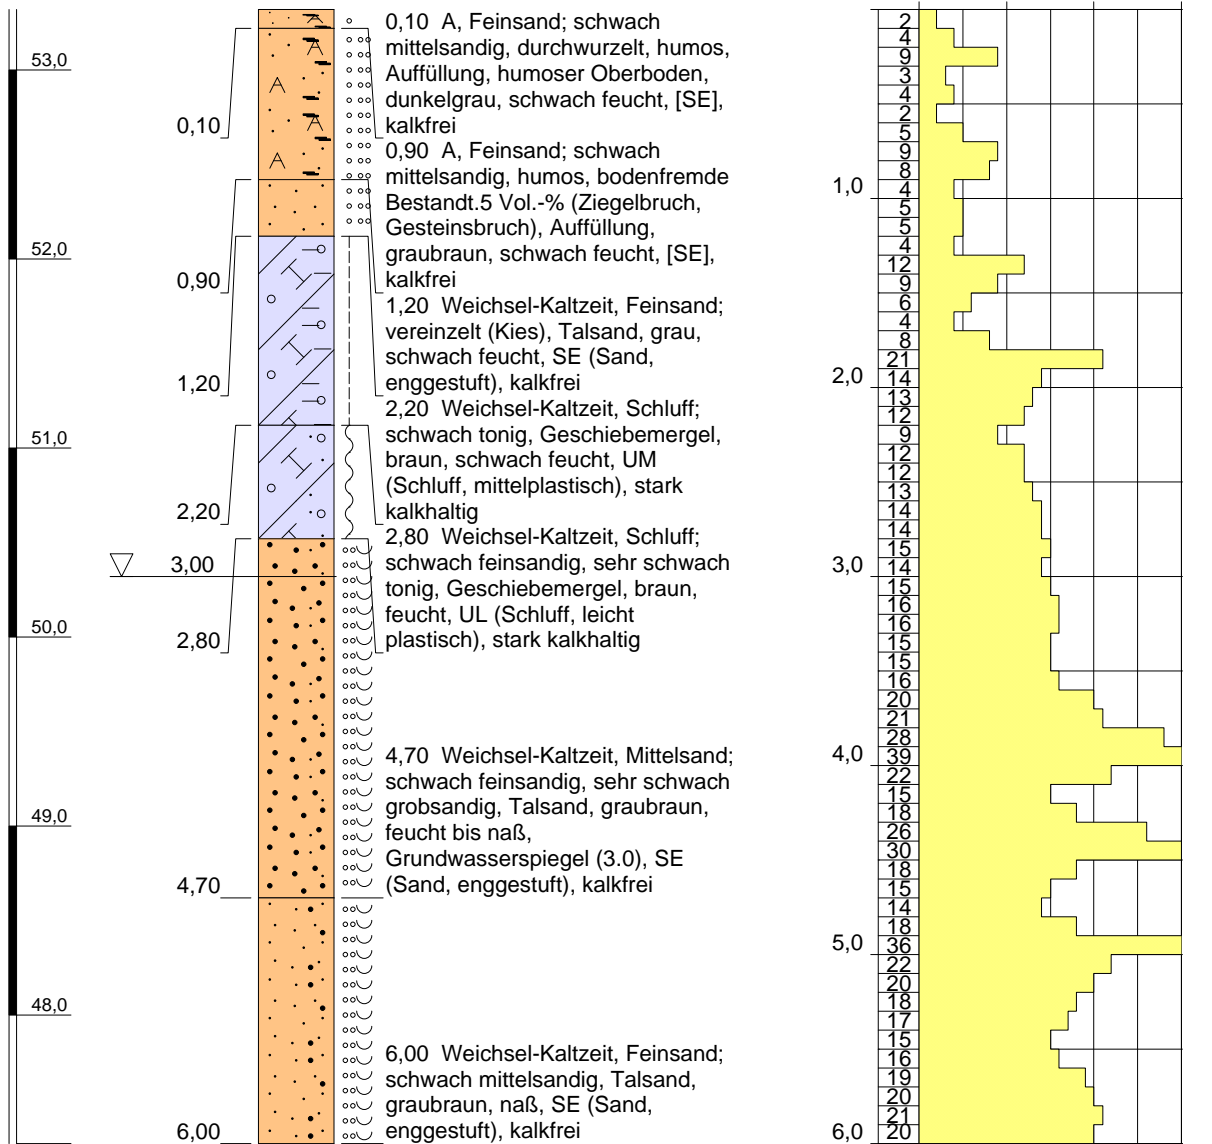 53,0
52,0
51,0
50,0
49,0
48,0
0,10
0,90
1,20
2,20
3,00
2,80
4,70
6,00
A
A
A
A
A
0,10 A, Feinsand; schwach
mittelsandig, durchwurzelt, humos,
Auffüllung, humoser Oberboden,
dunkelgrau, schwach feucht, [SE],
kalkfrei
0,90 A, Feinsand; schwach
mittelsandig, humos, bodenfremde
Bestandt.5 Vol.-% (Ziegelbruch,
Gesteinsbruch), Auffüllung,
graubraun, schwach feucht, [SE],
kalkfrei
1,20 Weichsel-Kaltzeit, Feinsand;
vereinzelt (Kies), Talsand, grau,
schwach feucht, SE (Sand,
enggestuft), kalkfrei
2,20 Weichsel-Kaltzeit, Schluff;
schwach tonig, Geschiebemergel,
braun, schwach feucht, UM
(Schluff, mittelplastisch), stark
kalkhaltig
2,80 Weichsel-Kaltzeit, Schluff;
schwach feinsandig, sehr schwach
tonig, Geschiebemergel, braun,
feucht, UL (Schluff, leicht
plastisch), stark kalkhaltig
4,70 Weichsel-Kaltzeit, Mittelsand;
schwach feinsandig, sehr schwach
grobsandig, Talsand, graubraun,
feucht bis naß,
Grundwasserspiegel (3.0), SE
(Sand, enggestuft), kalkfrei
6,00 Weichsel-Kaltzeit, Feinsand;
schwach mittelsandig, Talsand,
graubraun, naß, SE (Sand,
enggestuft), kalkfrei
1,0
2,0
3,0
4,0
5,0
6,0
2
4
9
3
4
2
5
9
8
4
5
5
4
12
9
6
4
8
21
14
13
12
9
12
12
13
14
14
15
14
15
16
16
15
15
16
20
21
28
39
22
15
18
26
30
18
15
14
18
36
22
20
18
17
15
16
19
20
21
20